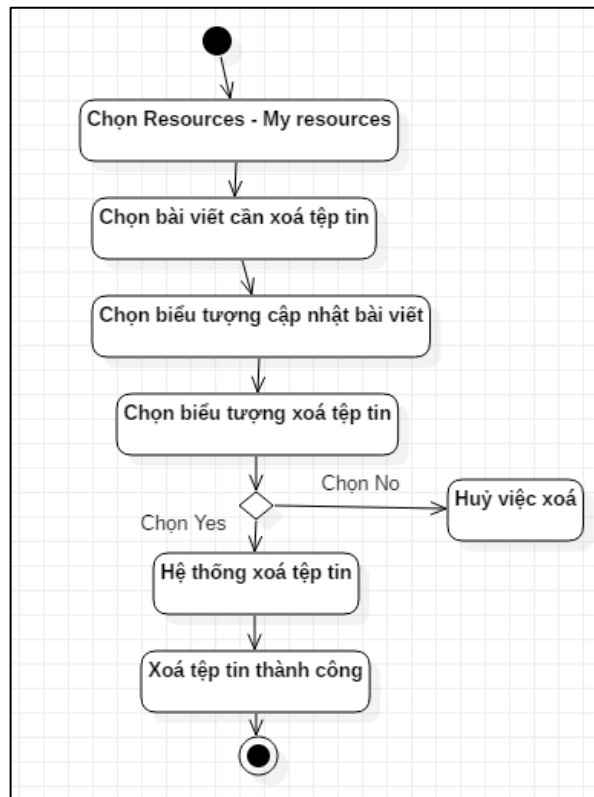 Chọn Resources - My resources
Chọn bài viết cần xoá tệp tin
Chọn biểu tượng cập nhật bài viết
Chọn biểu tượng xoá tệp tin
Chọn No
Huỷ việc xoá
Chọn Yes
Hệ thống xoá tệp tin
Xoá tệp tin thành công